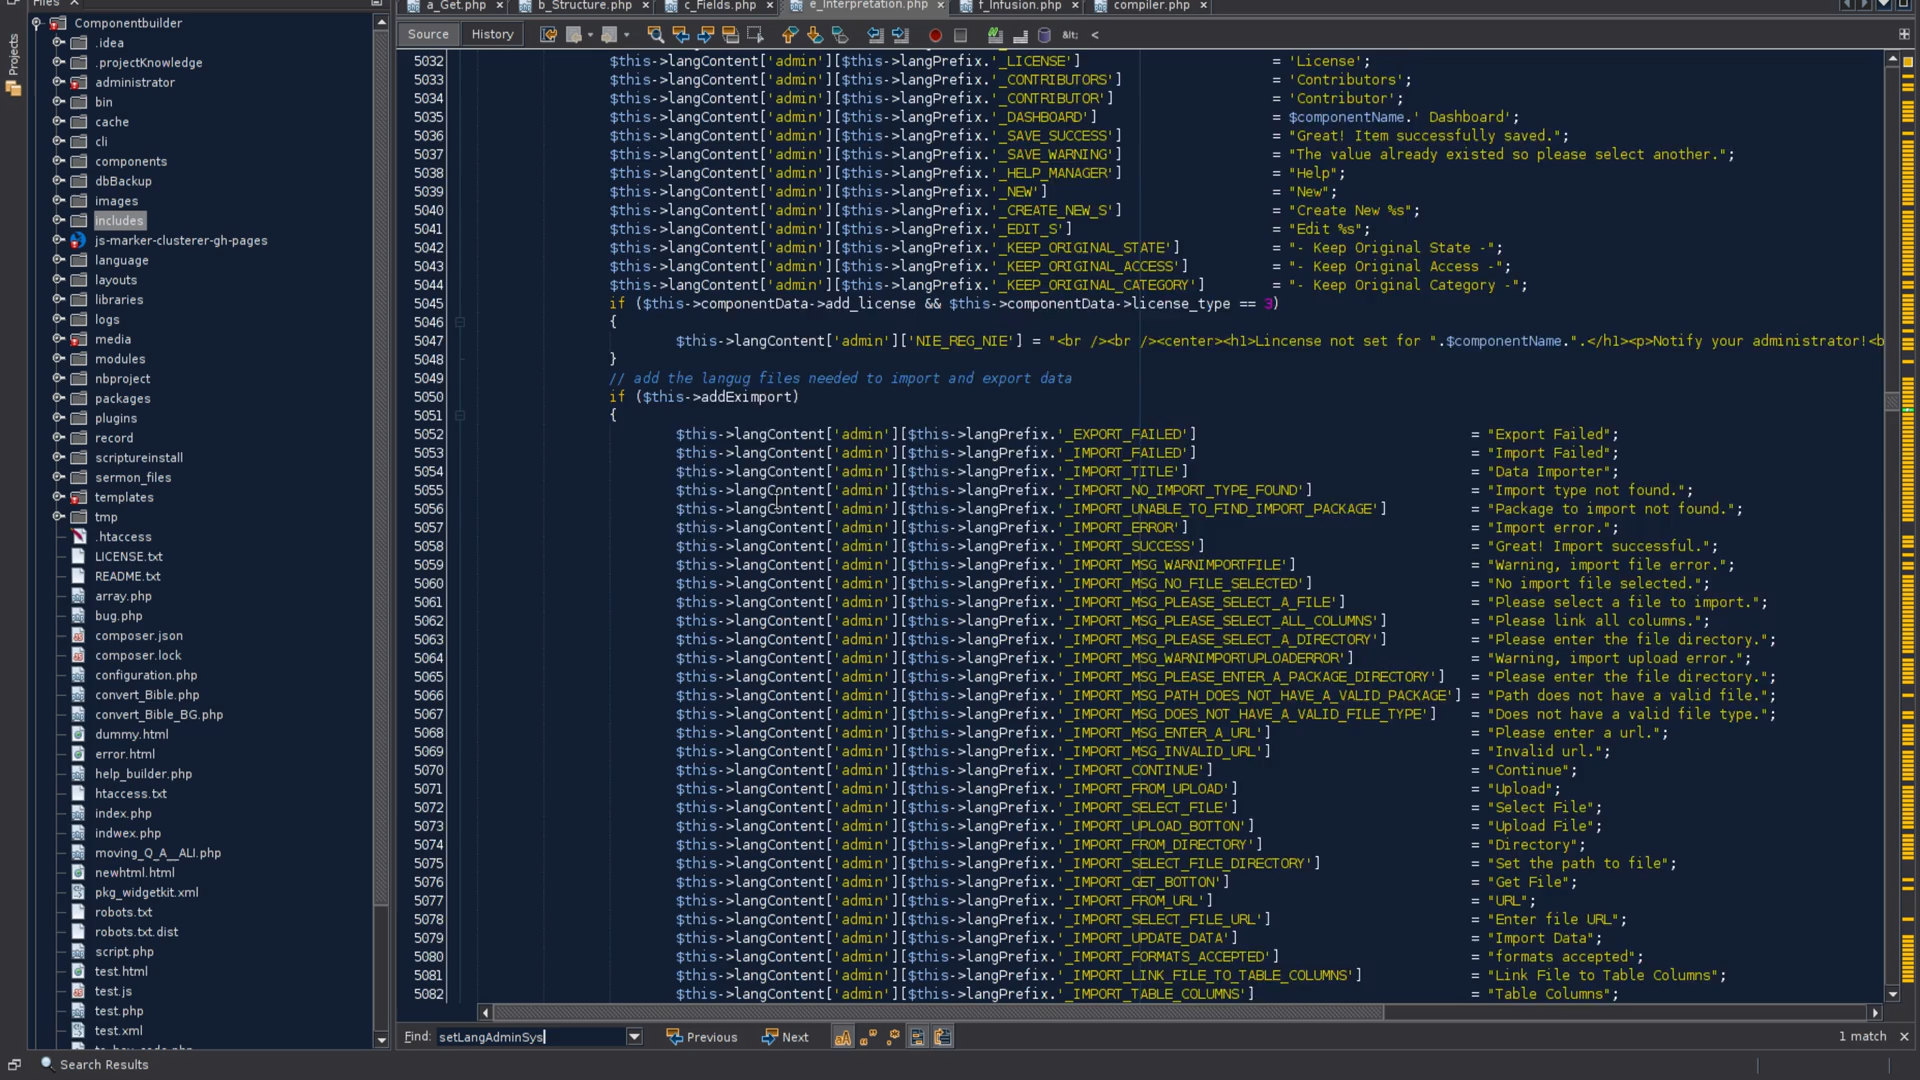 Files
a_Get.php
b_Structure.php
c_Fields.php
e_Interpretation.php
f_Infusion.php
compiler.php
Projects
Source
History
Componentbuilder
.idea
.projectKnowledge
administrator
bin
cache
cli
components
dbBackup
images
includes
js-marker-clusterer-gh-pages
language
layouts
libraries
logs
media
modules
nbproject
packages
plugins
record
scriptureinstall
sermon_files
templates
tmp
.htaccess
LICENSE.txt
README.txt
array.php
bug.php
composer.json
composer.lock
configuration.php
convert_Bible.php
convert_Bible_BG.php
dummy.html
error.html
help_builder.php
htaccess.txt
index.php
indwex.php
moving_Q_A__ALI.php
newhtml.html
pkg_widgetkit.xml
robots.txt
robots.txt.dist
script.php
test.html
test.js
test.php
test.xml
5032 $this->langContent['admin'][$this->langPrefix.'_LICENSE'] = 'License';
5033 $this->langContent['admin'][$this->langPrefix.'_CONTRIBUTORS'] = 'Contributors';
5034 $this->langContent['admin'][$this->langPrefix.'_CONTRIBUTOR'] = 'Contributor';
5035 $this->langContent['admin'][$this->langPrefix.'_DASHBOARD'] = $componentName.' Dashboard';
5036 $this->langContent['admin'][$this->langPrefix.'_SAVE_SUCCESS'] = "Great! Item successfully saved.";
5037 $this->langContent['admin'][$this->langPrefix.'_SAVE_WARNING'] = "The value already existed so please select another.";
5038 $this->langContent['admin'][$this->langPrefix.'_HELP_MANAGER'] = "Help";
5039 $this->langContent['admin'][$this->langPrefix.'_NEW'] = "New";
5040 $this->langContent['admin'][$this->langPrefix.'_CREATE_NEW_S'] = "Create New %s";
5041 $this->langContent['admin'][$this->langPrefix.'_EDIT_S'] = "Edit %s";
5042 $this->langContent['admin'][$this->langPrefix.'_KEEP_ORIGINAL_STATE'] = "- Keep Original State -";
5043 $this->langContent['admin'][$this->langPrefix.'_KEEP_ORIGINAL_ACCESS'] = "- Keep Original Access -";
5044 $this->langContent['admin'][$this->langPrefix.'_KEEP_ORIGINAL_CATEGORY'] = "- Keep Original Category -";
5045 if ($this->componentData->add_license && $this->componentData->license_type == 3)
5046 {
5047 $this->langContent['admin']['NIE_REG_NIE'] = "<br /><br /><center><h1>Lincense not set for ".$componentName.".</h1><p>Notify your administrator!<b
5048 }
5049 // add the langug files needed to import and export data
5050 if ($this->addEximport)
5051 {
5052 $this->langContent['admin'][$this->langPrefix.'_EXPORT_FAILED'] = "Export Failed";
5053 $this->langContent['admin'][$this->langPrefix.'_IMPORT_FAILED'] = "Import Failed";
5054 $this->langContent['admin'][$this->langPrefix.'_IMPORT_TITLE'] = "Data Importer";
5055 $this->langContent['admin'][$this->langPrefix.'_IMPORT_NO_IMPORT_TYPE_FOUND'] = "Import type not found.";
5056 $this->langContent['admin'][$this->langPrefix.'_IMPORT_UNABLE_TO_FIND_IMPORT_PACKAGE'] = "Package to import not found.";
5057 $this->langContent['admin'][$this->langPrefix.'_IMPORT_ERROR'] = "Import error.";
5058 $this->langContent['admin'][$this->langPrefix.'_IMPORT_SUCCESS'] = "Great! Import successful.";
5059 $this->langContent['admin'][$this->langPrefix.'_IMPORT_MSG_WARNIMPORTFILE'] = "Warning, import file error.";
5060 $this->langContent['admin'][$this->langPrefix.'_IMPORT_MSG_NO_FILE_SELECTED'] = "No import file selected.";
5061 $this->langContent['admin'][$this->langPrefix.'_IMPORT_MSG_PLEASE_SELECT_A_FILE'] = "Please select a file to import.";
5062 $this->langContent['admin'][$this->langPrefix.'_IMPORT_MSG_PLEASE_SELECT_ALL_COLUMNS'] = "Please link all columns.";
5063 $this->langContent['admin'][$this->langPrefix.'_IMPORT_MSG_PLEASE_SELECT_A_DIRECTORY'] = "Please enter the file directory.";
5064 $this->langContent['admin'][$this->langPrefix.'_IMPORT_MSG_WARNIMPORTUPLOADERROR'] = "Warning, import upload error.";
5065 $this->langContent['admin'][$this->langPrefix.'_IMPORT_MSG_PLEASE_ENTER_A_PACKAGE_DIRECTORY'] = "Please enter the file directory.";
5066 $this->langContent['admin'][$this->langPrefix.'_IMPORT_MSG_PATH_DOES_NOT_HAVE_A_VALID_PACKAGE'] = "Path does not have a valid file.";
5067 $this->langContent['admin'][$this->langPrefix.'_IMPORT_MSG_DOES_NOT_HAVE_A_VALID_FILE_TYPE'] = "Does not have a valid file type.";
5068 $this->langContent['admin'][$this->langPrefix.'_IMPORT_MSG_ENTER_A_URL'] = "Please enter a url.";
5069 $this->langContent['admin'][$this->langPrefix.'_IMPORT_MSG_INVALID_URL'] = "Invalid url.";
5070 $this->langContent['admin'][$this->langPrefix.'_IMPORT_CONTINUE'] = "Continue";
5071 $this->langContent['admin'][$this->langPrefix.'_IMPORT_FROM_UPLOAD'] = "Upload";
5072 $this->langContent['admin'][$this->langPrefix.'_IMPORT_SELECT_FILE'] = "Select File";
5073 $this->langContent['admin'][$this->langPrefix.'_IMPORT_UPLOAD_BOTTON'] = "Upload File";
5074 $this->langContent['admin'][$this->langPrefix.'_IMPORT_FROM_DIRECTORY'] = "Directory";
5075 $this->langContent['admin'][$this->langPrefix.'_IMPORT_SELECT_FILE_DIRECTORY'] = "Set the path to file";
5076 $this->langContent['admin'][$this->langPrefix.'_IMPORT_GET_BOTTON'] = "Get File";
5077 $this->langContent['admin'][$this->langPrefix.'_IMPORT_FROM_URL'] = "URL";
5078 $this->langContent['admin'][$this->langPrefix.'_IMPORT_SELECT_FILE_URL'] = "Enter file URL";
5079 $this->langContent['admin'][$this->langPrefix.'_IMPORT_UPDATE_DATA'] = "Import Data";
5080 $this->langContent['admin'][$this->langPrefix.'_IMPORT_FORMATS_ACCEPTED'] = "formats accepted";
5081 $this->langContent['admin'][$this->langPrefix.'_IMPORT_LINK_FILE_TO_TABLE_COLUMNS'] = "Link File to Table Columns";
5082 $this->langContent['admin'][$this->langPrefix.'_IMPORT_TABLE_COLUMNS'] = "Table Columns";
Find: setLangAdminSys Previous Next 1 match
Search Results